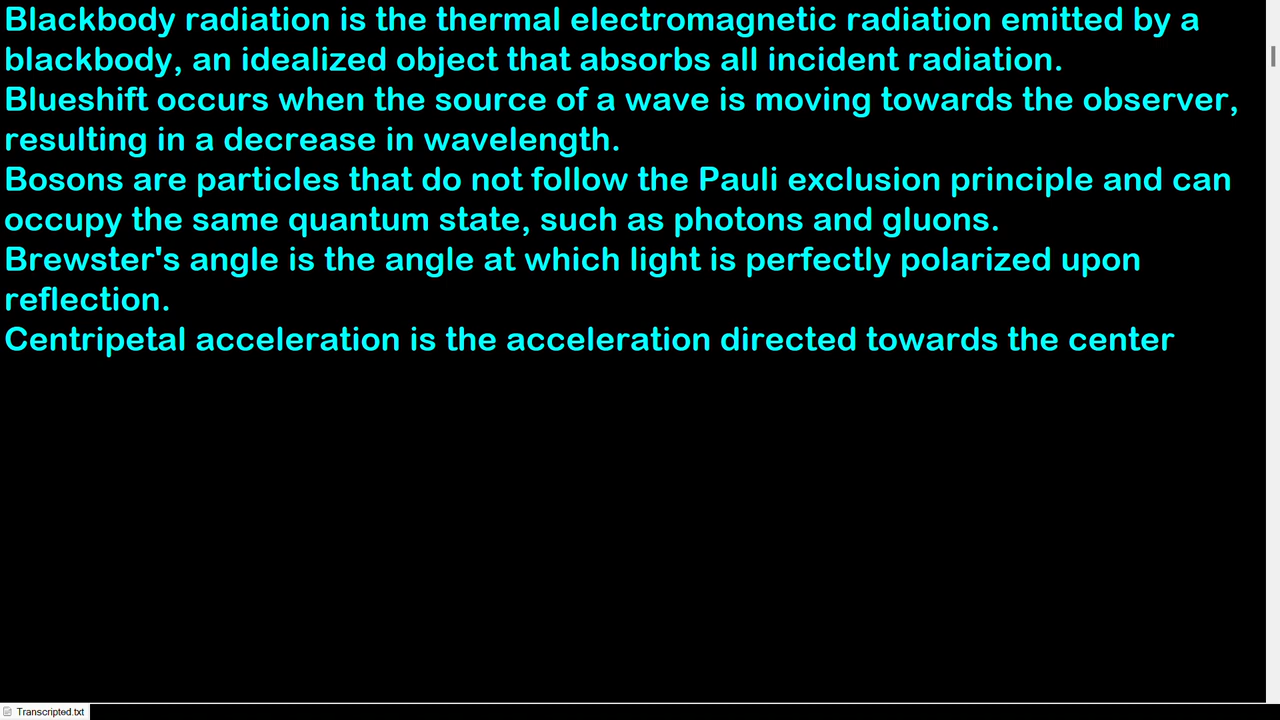 Blackbody radiation is the thermal electromagnetic radiation emitted by a
blackbody, an idealized object that absorbs all incident radiation.
Blueshift occurs when the source of a wave is moving towards the observer,
resulting in a decrease in wavelength.
Bosons are particles that do not follow the Pauli exclusion principle and can
occupy the same quantum state, such as photons and gluons.
Brewster's angle is the angle at which light is perfectly polarized upon
reflection.
Centripetal acceleration is the acceleration directed towards the center
Transcripted.txt